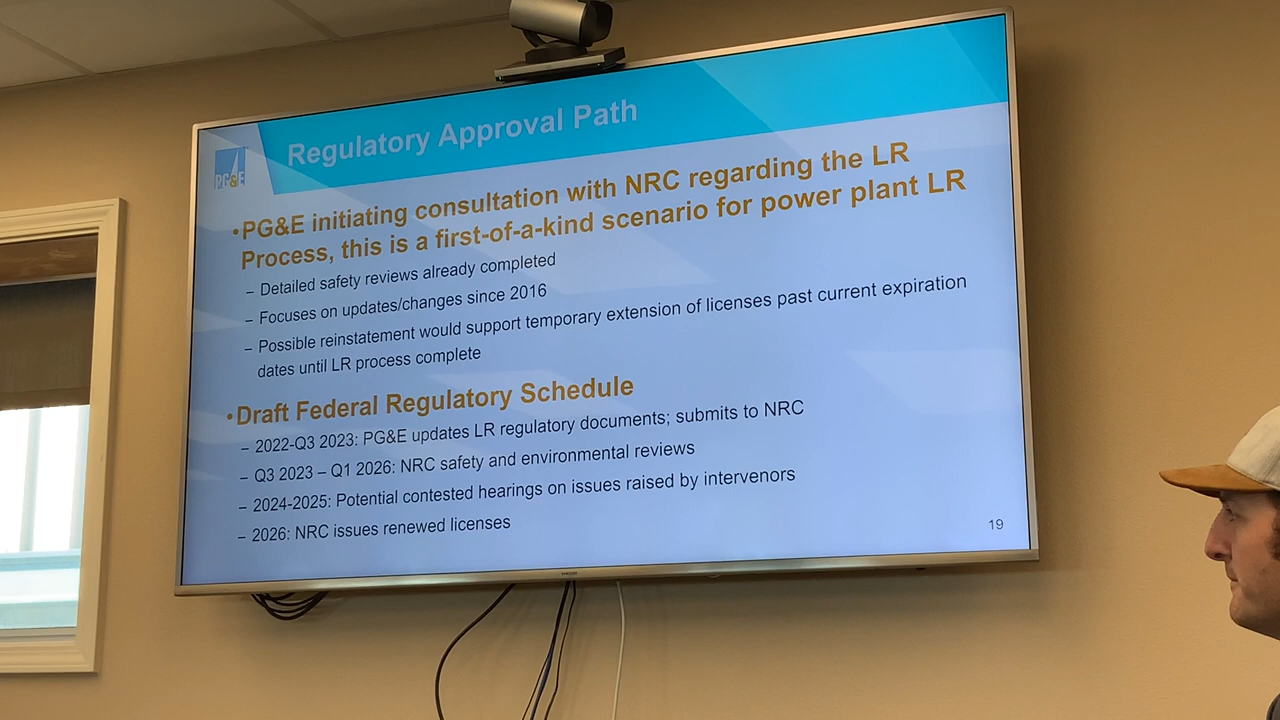 Regulatory Approval Path
PG&E
•PG&E initiating consultation with NRC regarding the LR
Process, this is a first-of-a-kind scenario for power plant LR
– Detailed safety reviews already completed
– Focuses on updates/changes since 2016
– Possible reinstatement would support temporary extension of licenses past current expiration
dates until LR process complete
•Draft Federal Regulatory Schedule
– 2022-Q3 2023: PG&E updates LR regulatory documents; submits to NRC
– Q3 2023 – Q1 2026: NRC safety and environmental reviews
– 2024-2025: Potential contested hearings on issues raised by intervenors
– 2026: NRC issues renewed licenses
19